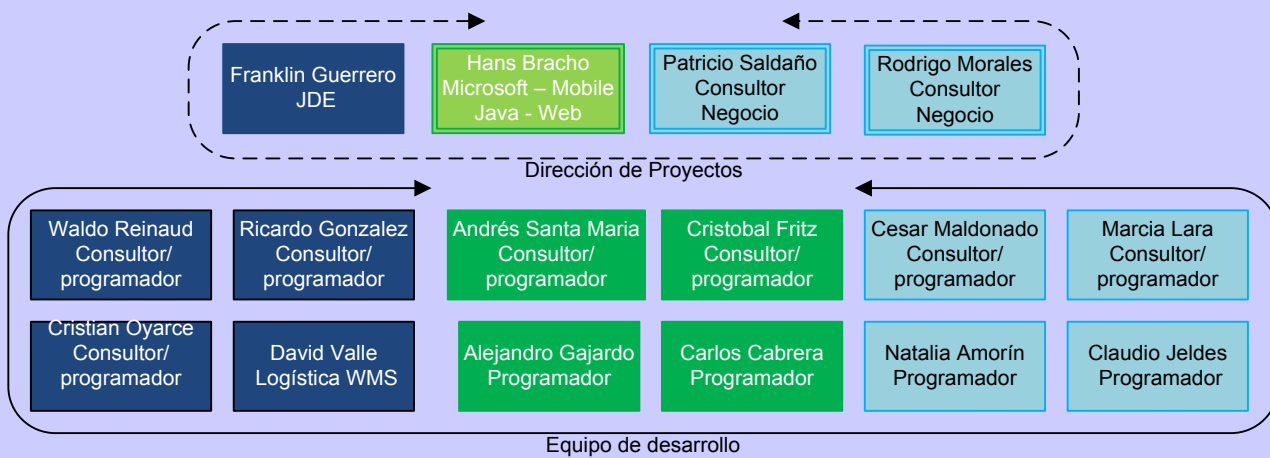 Franklin Guerrero
JDE
Hans Bracho
Microsoft – Mobile
Java - Web
Patricio Saldaño
Consultor
Negocio
Rodrigo Morales
Consultor
Negocio
Dirección de Proyectos
Waldo Reinaud
Consultor/
programador
Ricardo Gonzalez
Consultor/
programador
Andrés Santa Maria
Consultor/
programador
Cristobal Fritz
Consultor/
programador
Cesar Maldonado
Consultor/
programador
Marcia Lara
Consultor/
programador
Cristian Oyarce
Consultor/
programador
David Valle
Logística WMS
Alejandro Gajardo
Programador
Carlos Cabrera
Programador
Natalia Amorín
Programador
Claudio Jeldes
Programador
Equipo de desarrollo